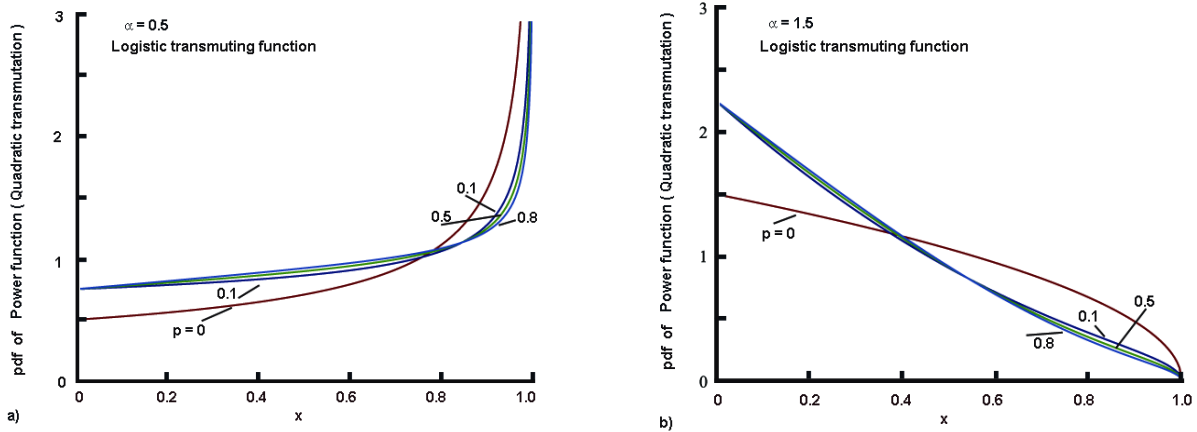 3
α = 0.5
Logistic transmuting function
2
1
0
pdf of Power function ( Quadratic transmutation )
0.1
0.5
0.8
0.1
p = 0
0 0.2 0.4 0.6 0.8 1.0
x
a)
3
α = 1.5
Logistic transmuting function
2
1
0
pdf of Power function ( Quadratic transmutation )
p = 0
0.5
0.1
0.8
0 0.2 0.4 0.6 0.8 1.0
x
b)